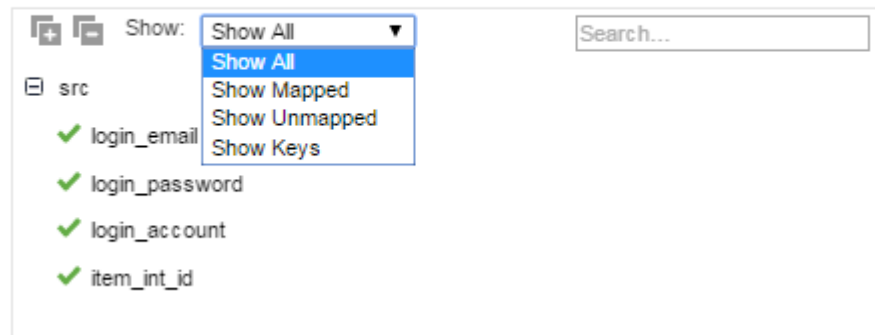 Show: Show All Search...
Show All
Show Mapped
Show Unmapped
Show Keys
src
login_email
login_password
login_account
item_int_id